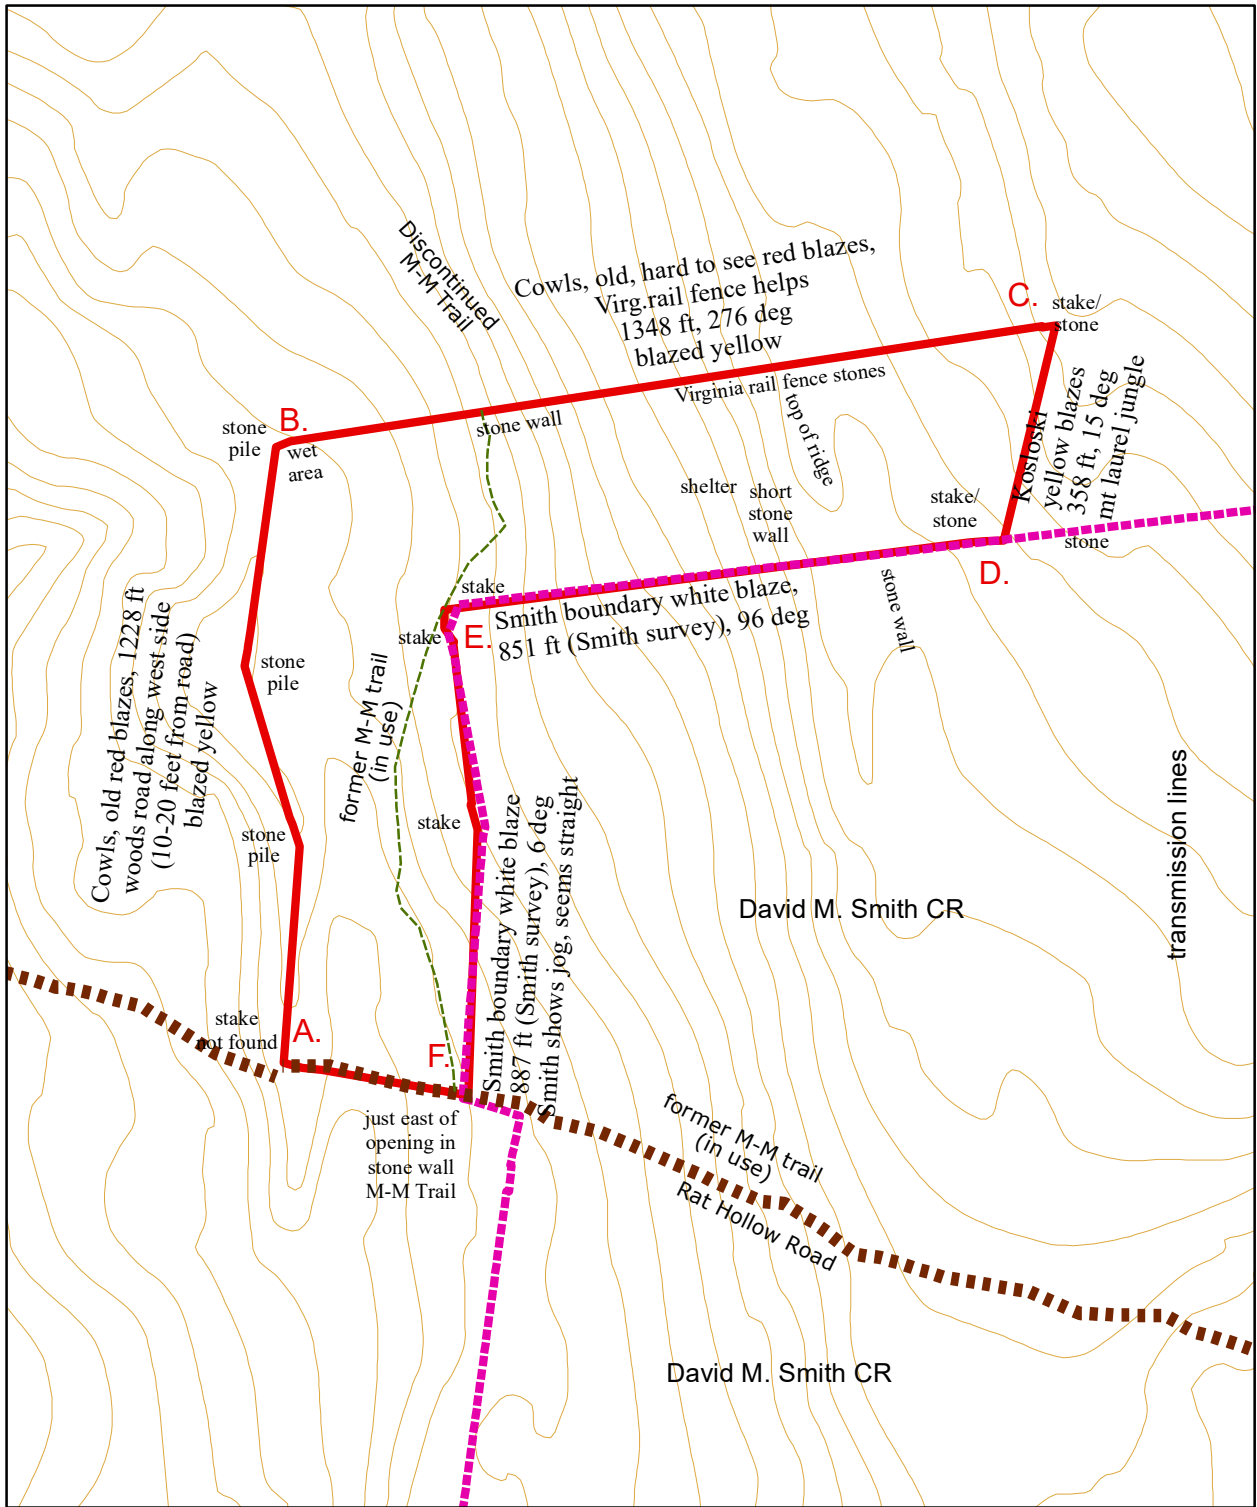 Discontinued
M-M Trail
Cowls, old, hard to see red blazes,
Virg.rail fence helps
1348 ft, 276 deg
blazed yellow
C.
stake/
stone
Virginia rail fence stones
top of ridge
B.
stone
pile
wet
area
stone wall
Kosloski
yellow blazes
358 ft, 15 deg
mt laurel jungle
shelter
short
stone
wall
stake/
stone
stone
D.
stake
stake
E.
Smith boundary white blaze,
851 ft (Smith survey), 96 deg
stone wall
Cowls, old red blazes, 1228 ft
woods road along west side
(10-20 feet from road)
blazed yellow
stone
pile
former M-M trail
(in use)
stone
pile
stake
Smith boundary white blaze
887 ft (Smith survey), 6 deg
Smith shows jog, seems straight
transmission lines
David M. Smith CR
stake
not found
A.
F.
just east of
opening in
stone wall
M-M Trail
former M-M trail
(in use)
Rat Hollow Road
David M. Smith CR